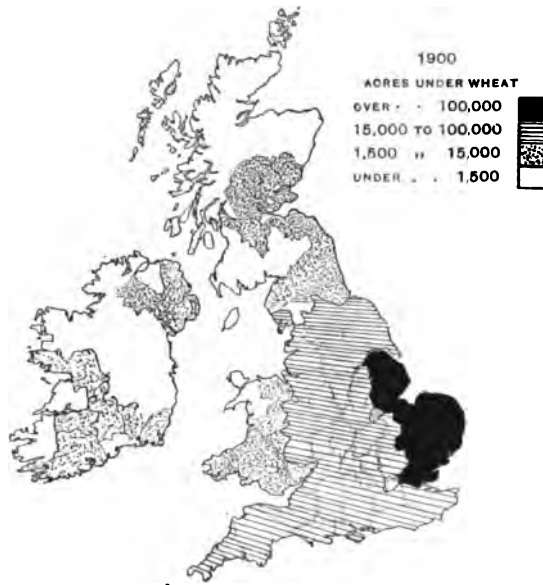 1900
ACRES UNDER WHEAT
OVER · · 100,000
15,000 TO 100,000
1,500 „ 15,000
UNDER . . 1,500